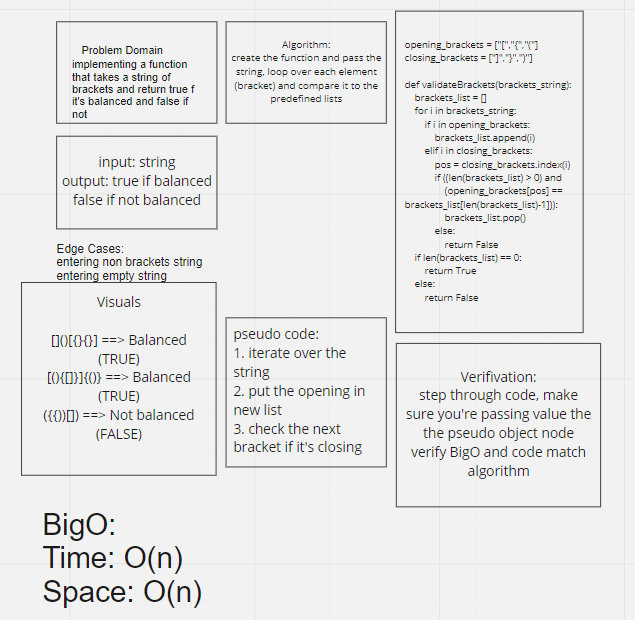 Problem Domain
implementing a function
that takes a string of
brackets and return true f
it's balanced and false if
not
Algorithm:
create the function and pass the
string, loop over each element
(bracket) and compare it to the
predefined lists
opening_brackets = ["[","{","("]
closing_brackets = ["]","}",")"]
def validateBrackets(brackets_string):
brackets_list = []
for i in brackets_string:
if i in opening_brackets:
brackets_list.append(i)
elif i in closing_brackets:
pos = closing_brackets.index(i)
if ((len(brackets_list) > 0) and
(opening_brackets[pos] ==
brackets_list[len(brackets_list)-1])):
brackets_list.pop()
else:
return False
if len(brackets_list) == 0:
return True
else:
return False
input: string
output: true if balanced
false if not balanced
Edge Cases:
entering non brackets string
entering empty string
Visuals
[]()[{}{}] ==> Balanced
(TRUE)
[(){[]}]{()} ==> Balanced
(TRUE)
({{))[]) ==> Not balanced
(FALSE)
pseudo code:
1. iterate over the
string
2. put the opening in
new list
3. check the next
bracket if it's closing
Verifivation:
step through code, make
sure you're passing value the
the pseudo object node
verify BigO and code match
algorithm
BigO:
Time: O(n)
Space: O(n)